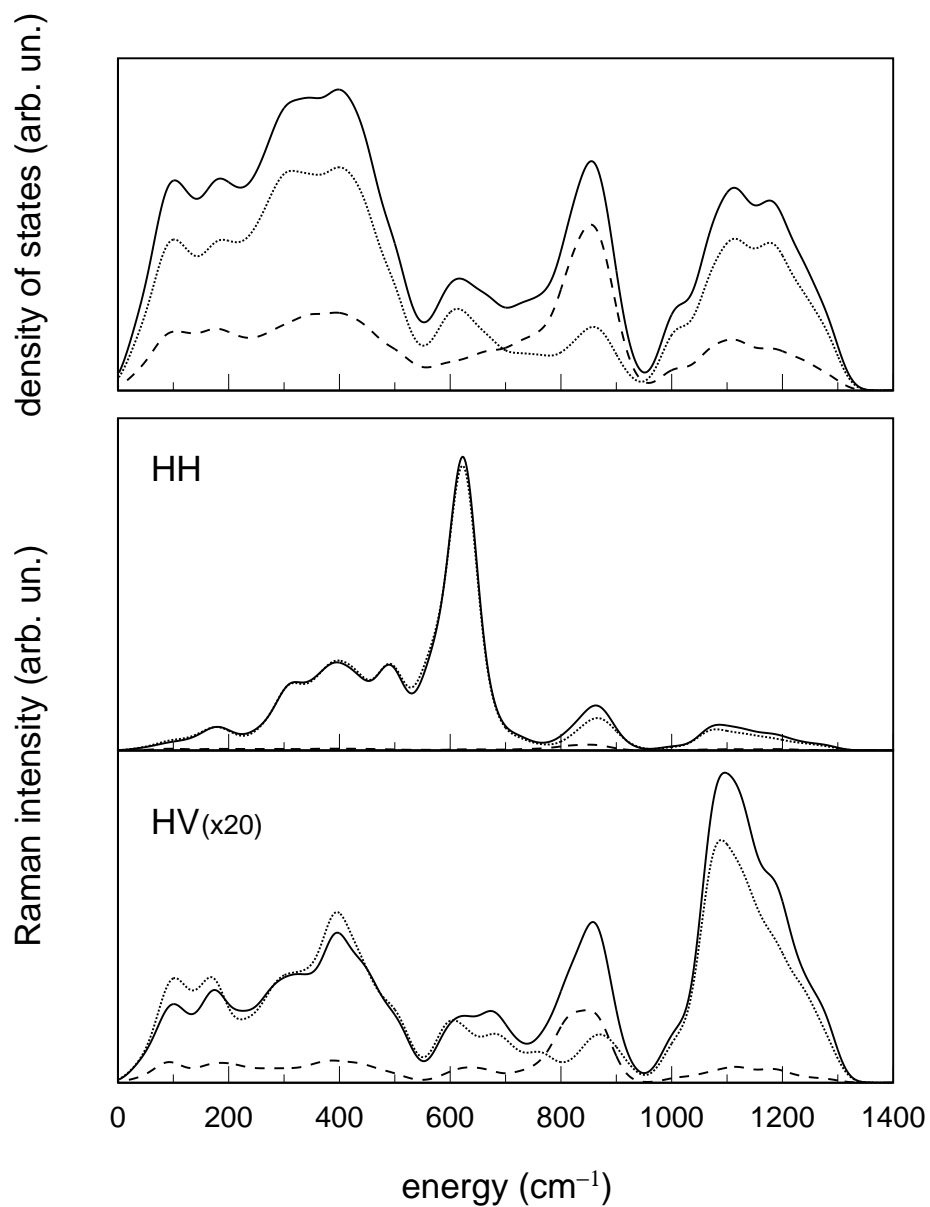 density of states (arb. un.)
HH
Raman intensity (arb. un.)
HV(x20)
0 200 400 600 800 1000 1200 1400
energy (cm⁻¹)